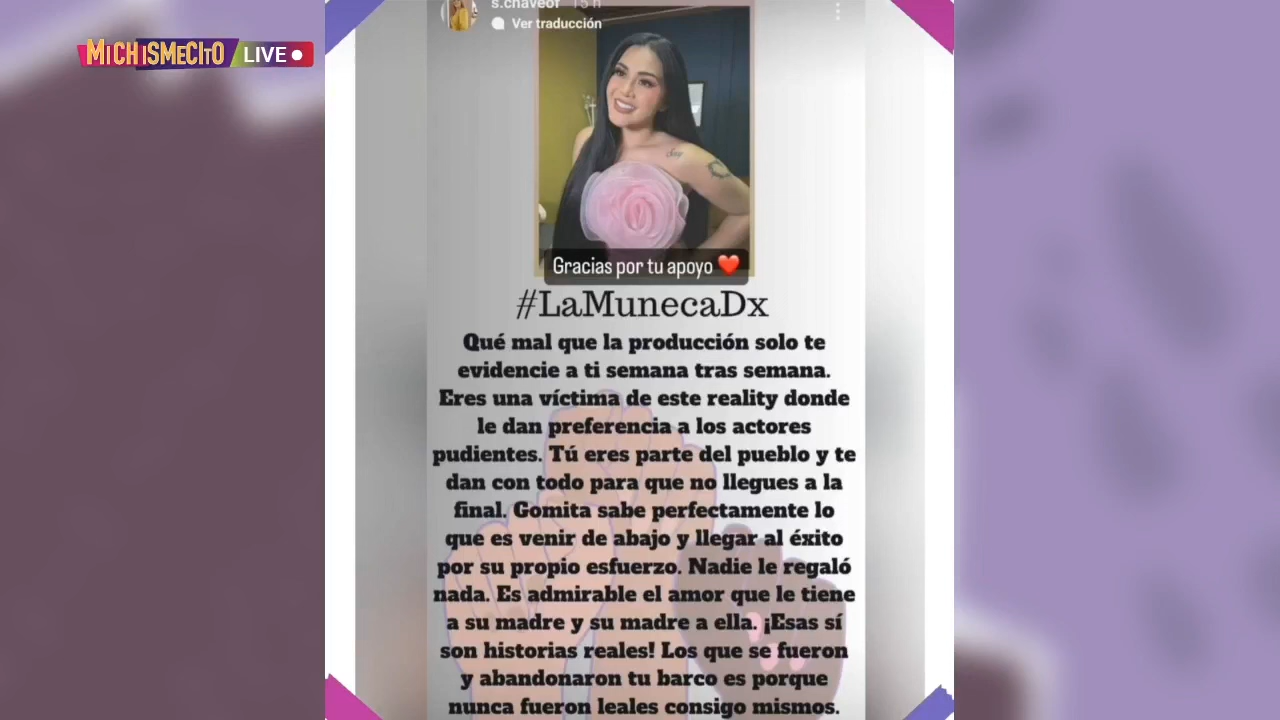 MICHISMECITO LIVE
s.chaveof 15 h
Ver traducción
Gracias por tu apoyo ❤️
#LaMunecaDx
Qué mal que la producción solo te
evidencie a ti semana tras semana.
Eres una víctima de este reality donde
le dan preferencia a los actores
pudientes. Tú eres parte del pueblo y te
dan con todo para que no llegues a la
final. Gomita sabe perfectamente lo
que es venir de abajo y llegar al éxito
por su propio esfuerzo. Nadie le regaló
nada. Es admirable el amor que le tiene
a su madre y su madre a ella. ¡Esas sí
son historias reales! Los que se fueron
y abandonaron tu barco es porque
nunca fueron leales consigo mismos.